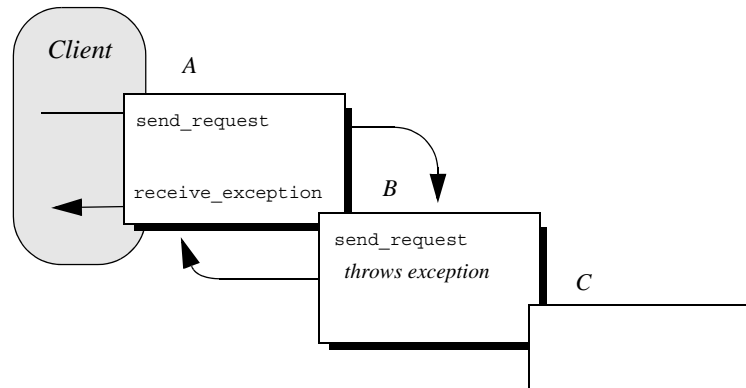 Client
A
send_request
receive_exception
B
send_request
throws exception
C